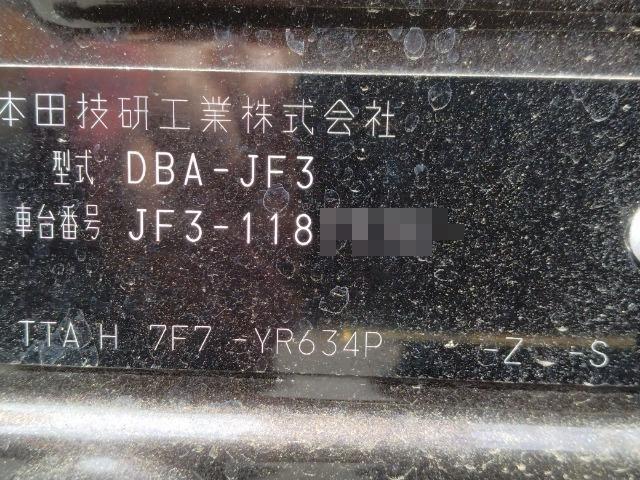 本田技研工業株式会社
型式 DBA-JF3
車台番号 JF3-118
TTA H 7F7 -YR634P -Z -S